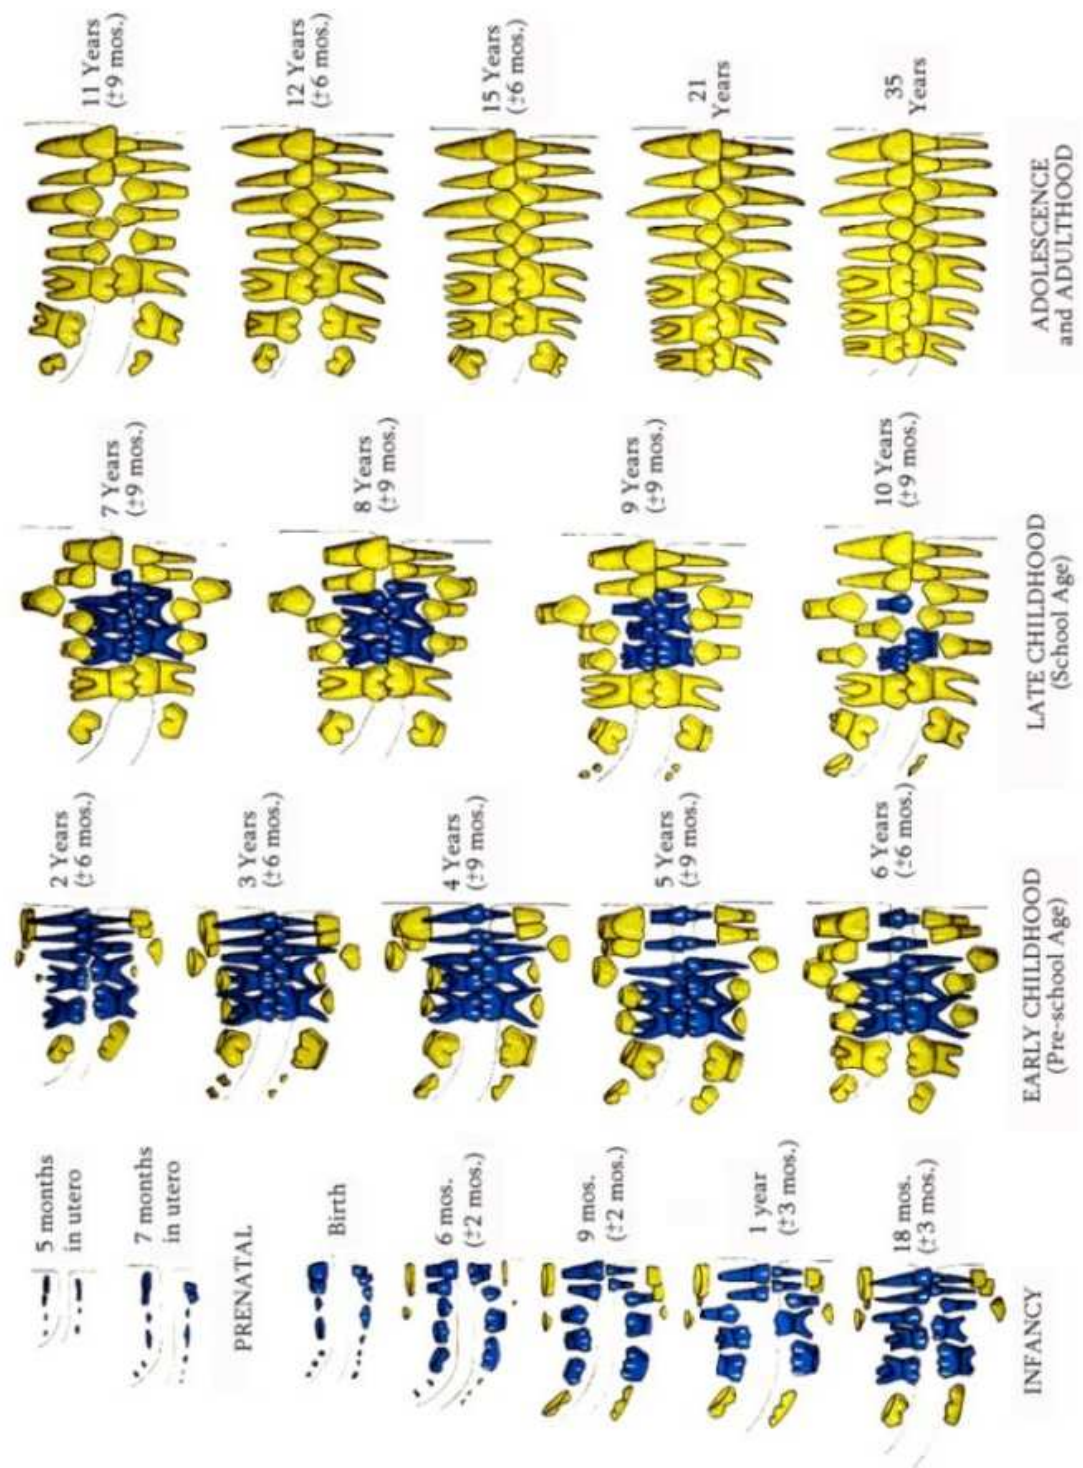 5 months
in utero
7 months
in utero
PRENATAL
Birth
6 mos.
(±2 mos.)
9 mos.
(±2 mos.)
1 year
(±3 mos.)
18 mos.
(±3 mos.)
INFANCY
2 Years
(±6 mos.)
3 Years
(±6 mos.)
4 Years
(±9 mos.)
5 Years
(±9 mos.)
6 Years
(±6 mos.)
EARLY CHILDHOOD
(Pre-school Age)
7 Years
(±9 mos.)
8 Years
(±9 mos.)
9 Years
(±9 mos.)
10 Years
(±9 mos.)
LATE CHILDHOOD
(School Age)
11 Years
(±9 mos.)
12 Years
(±6 mos.)
15 Years
(±6 mos.)
21
Years
35
Years
ADOLESCENCE
and ADULTHOOD